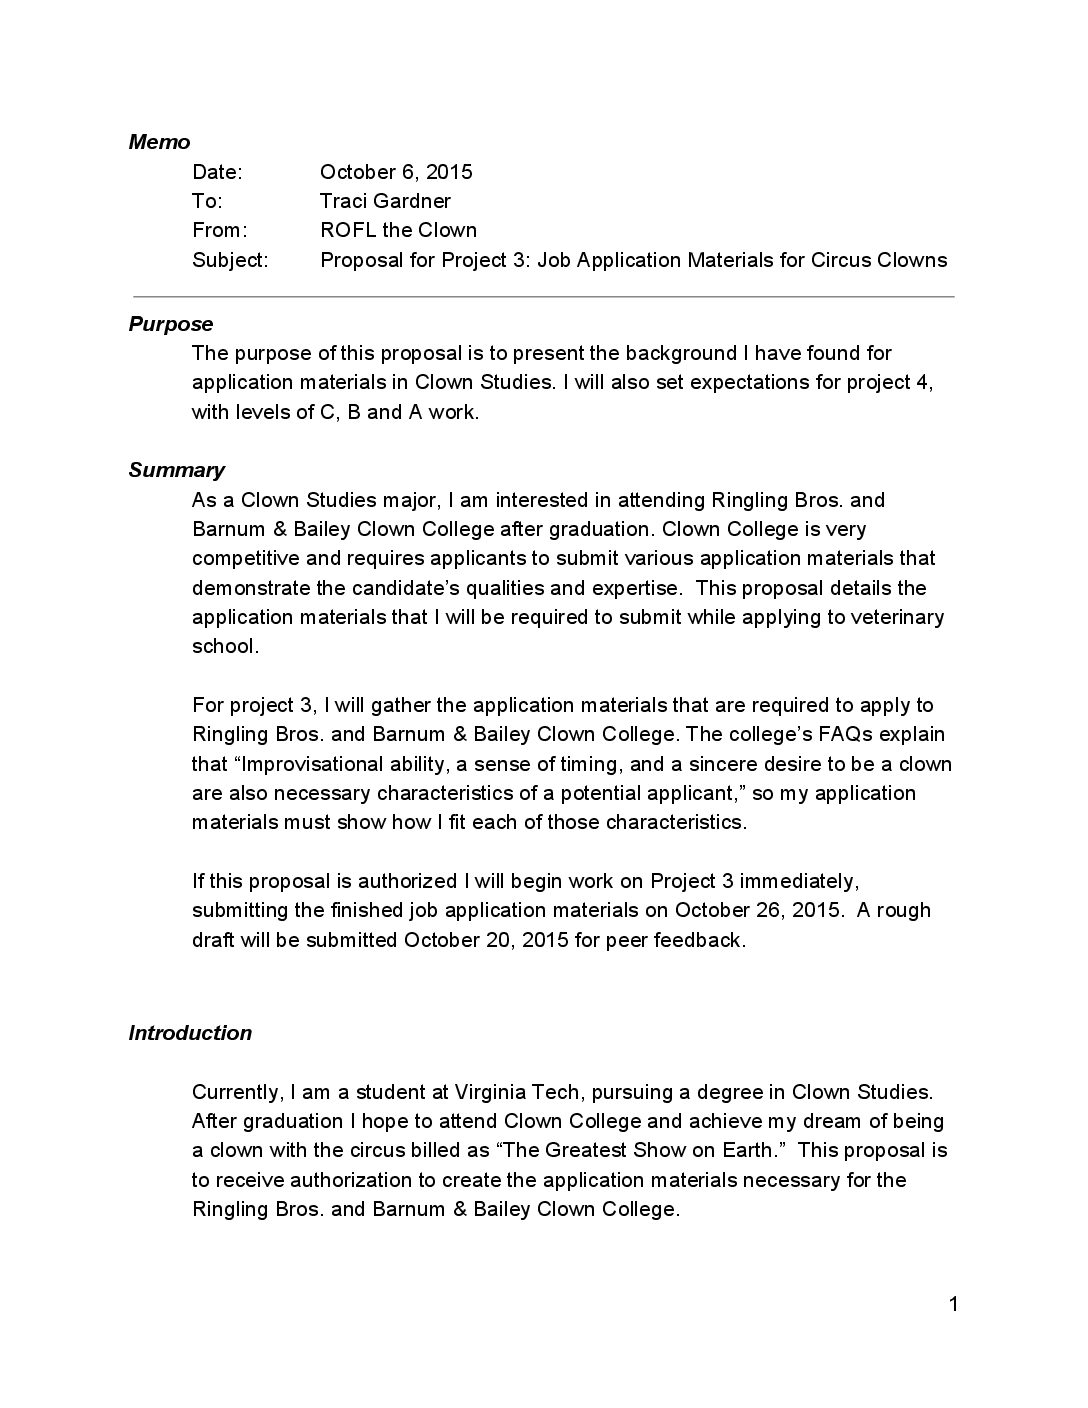 Memo
Date: October 6, 2015
To: Traci Gardner
From: ROFL the Clown
Subject: Proposal for Project 3: Job Application Materials for Circus Clowns
Purpose
The purpose of this proposal is to present the background I have found for
application materials in Clown Studies. I will also set expectations for project 4,
with levels of C, B and A work.
Summary
As a Clown Studies major, I am interested in attending Ringling Bros. and
Barnum & Bailey Clown College after graduation. Clown College is very
competitive and requires applicants to submit various application materials that
demonstrate the candidate’s qualities and expertise.  This proposal details the
application materials that I will be required to submit while applying to veterinary
school.
For project 3, I will gather the application materials that are required to apply to
Ringling Bros. and Barnum & Bailey Clown College. The college’s FAQs explain
that “Improvisational ability, a sense of timing, and a sincere desire to be a clown
are also necessary characteristics of a potential applicant,” so my application
materials must show how I fit each of those characteristics.
If this proposal is authorized I will begin work on Project 3 immediately,
submitting the finished job application materials on October 26, 2015.  A rough
draft will be submitted October 20, 2015 for peer feedback.
Introduction
Currently, I am a student at Virginia Tech, pursuing a degree in Clown Studies.
After graduation I hope to attend Clown College and achieve my dream of being
a clown with the circus billed as “The Greatest Show on Earth.”  This proposal is
to receive authorization to create the application materials necessary for the
Ringling Bros. and Barnum & Bailey Clown College.
1